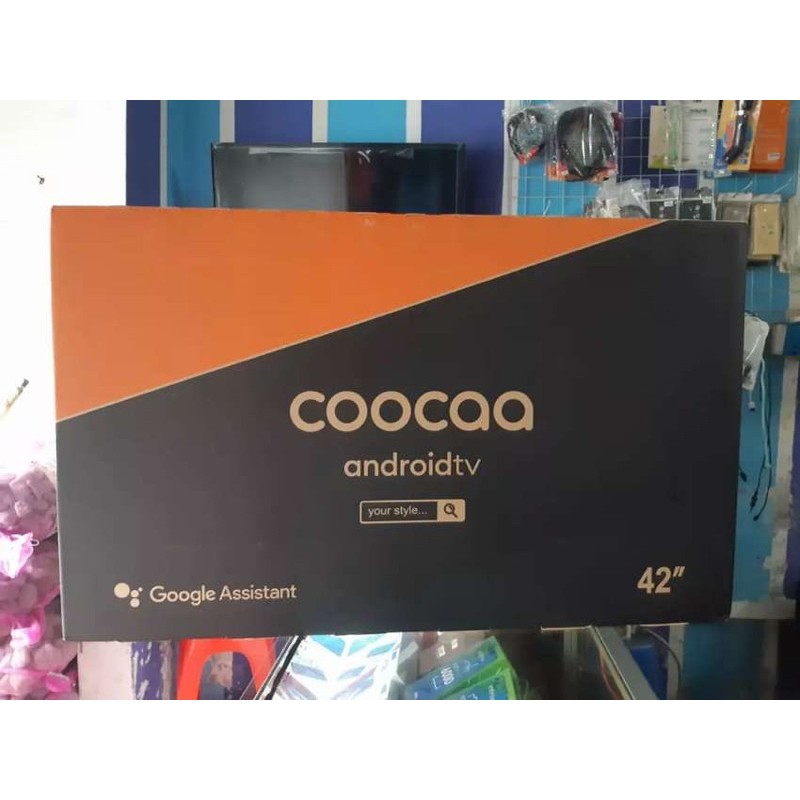 coocaa
androidtv
your style...
Google Assistant
42"